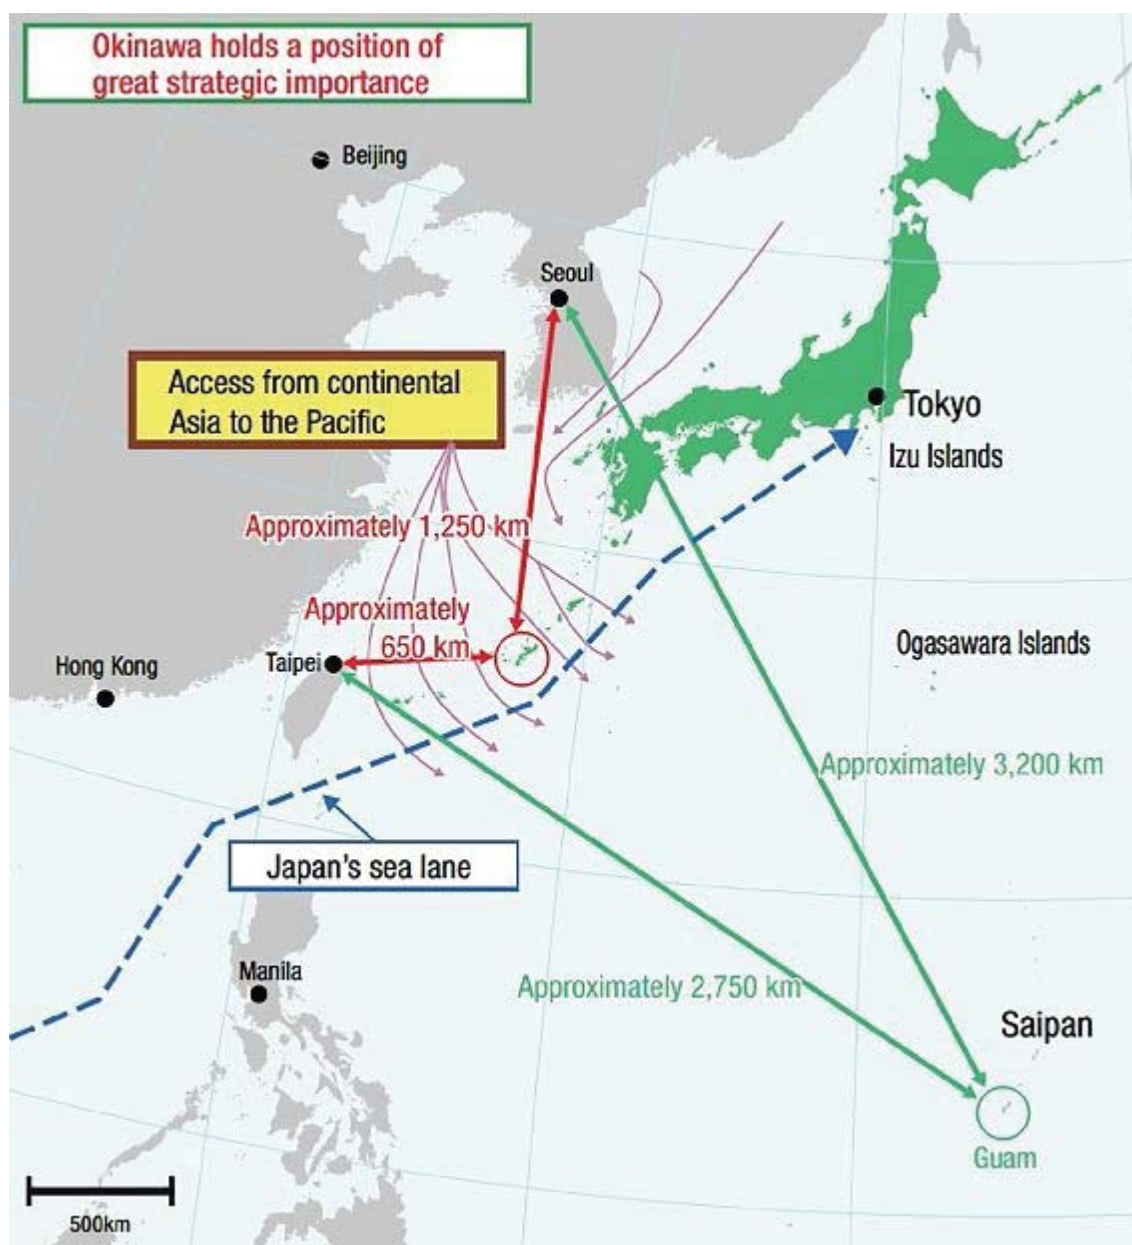 Okinawa holds a position of
great strategic importance
Beijing
Seoul
Access from continental
Asia to the Pacific
Tokyo
Izu Islands
Approximately 1,250 km
Approximately
650 km
Ogasawara Islands
Hong Kong
Taipei
Approximately 3,200 km
Japan's sea lane
Manila
Approximately 2,750 km
Saipan
Guam
500km